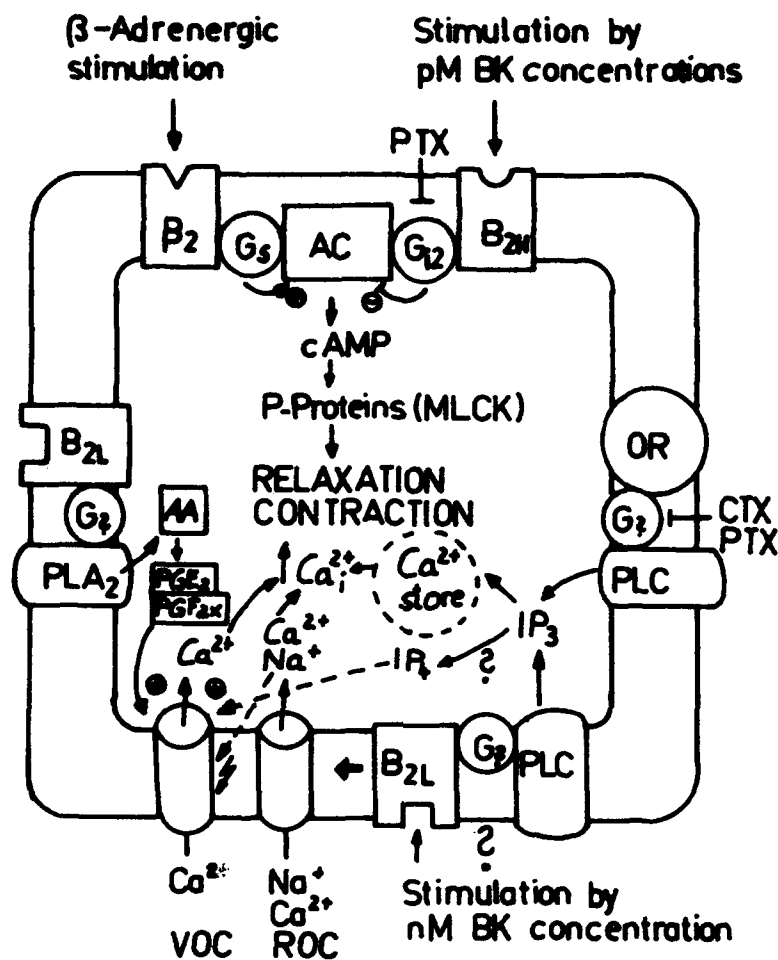 β-Adrenergic
stimulation
Stimulation by
pM BK concentrations
PTX
β2
Gs
AC
Gi2
B2H
⊕
⊖
cAMP
P-Proteins (MLCK)
RELAXATION
CONTRACTION
B2L
G?
PLA2
AA
PGE2
PGF2α
OR
G?
CTX
PTX
PLC
Ca2+i
Ca2+
store
IP3
IP4
?
Ca2+
Ca2+
Na+
⊕
⊕
B2L
G?
PLC
?
Ca2+
VOC
Na+
Ca2+
ROC
Stimulation by
nM BK concentration